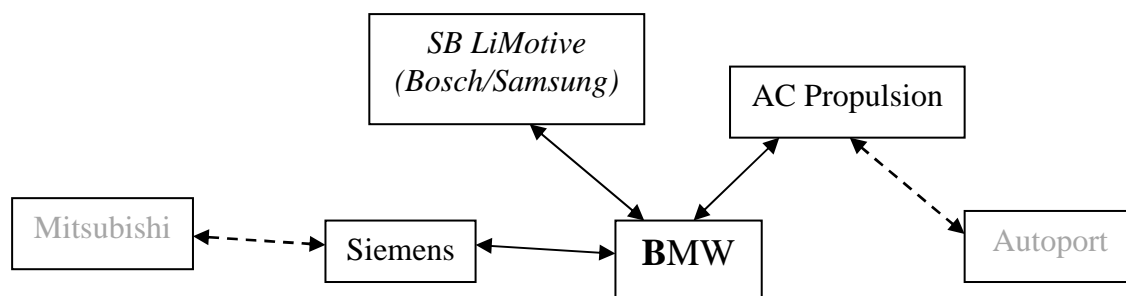 SB LiMotive
(Bosch/Samsung)
AC Propulsion
Mitsubishi
Siemens
BMW
Autoport